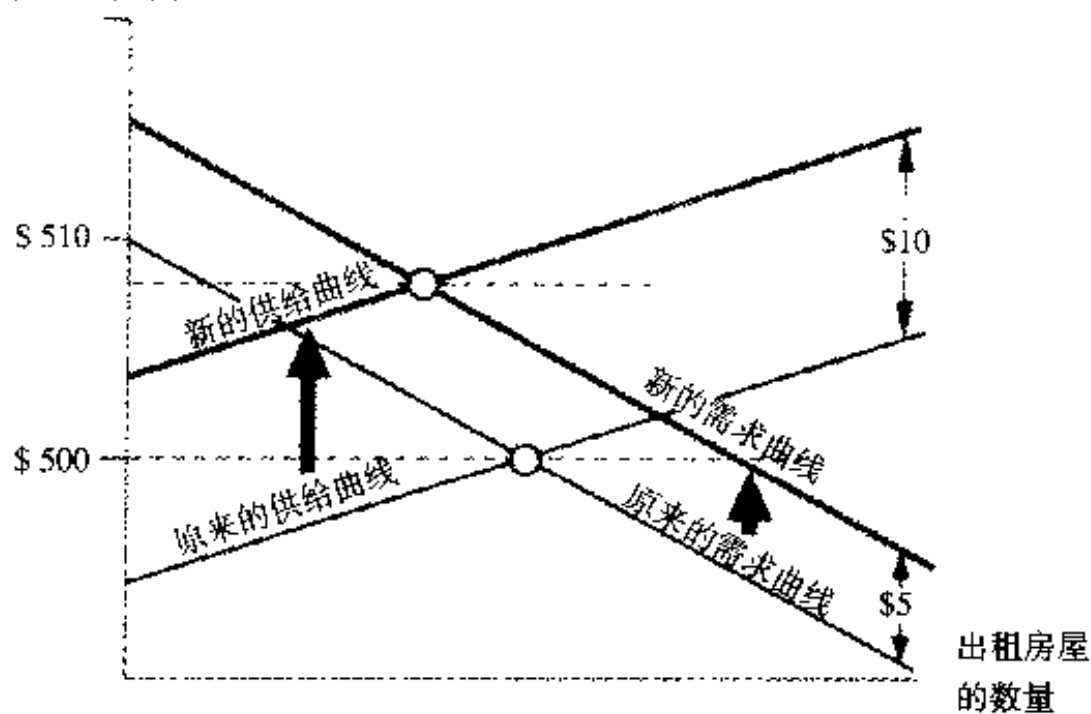 $ 510
$10
新的供给曲线
新的需求曲线
$ 500
原来的供给曲线
原来的需求曲线
$5
出租房屋
的数量